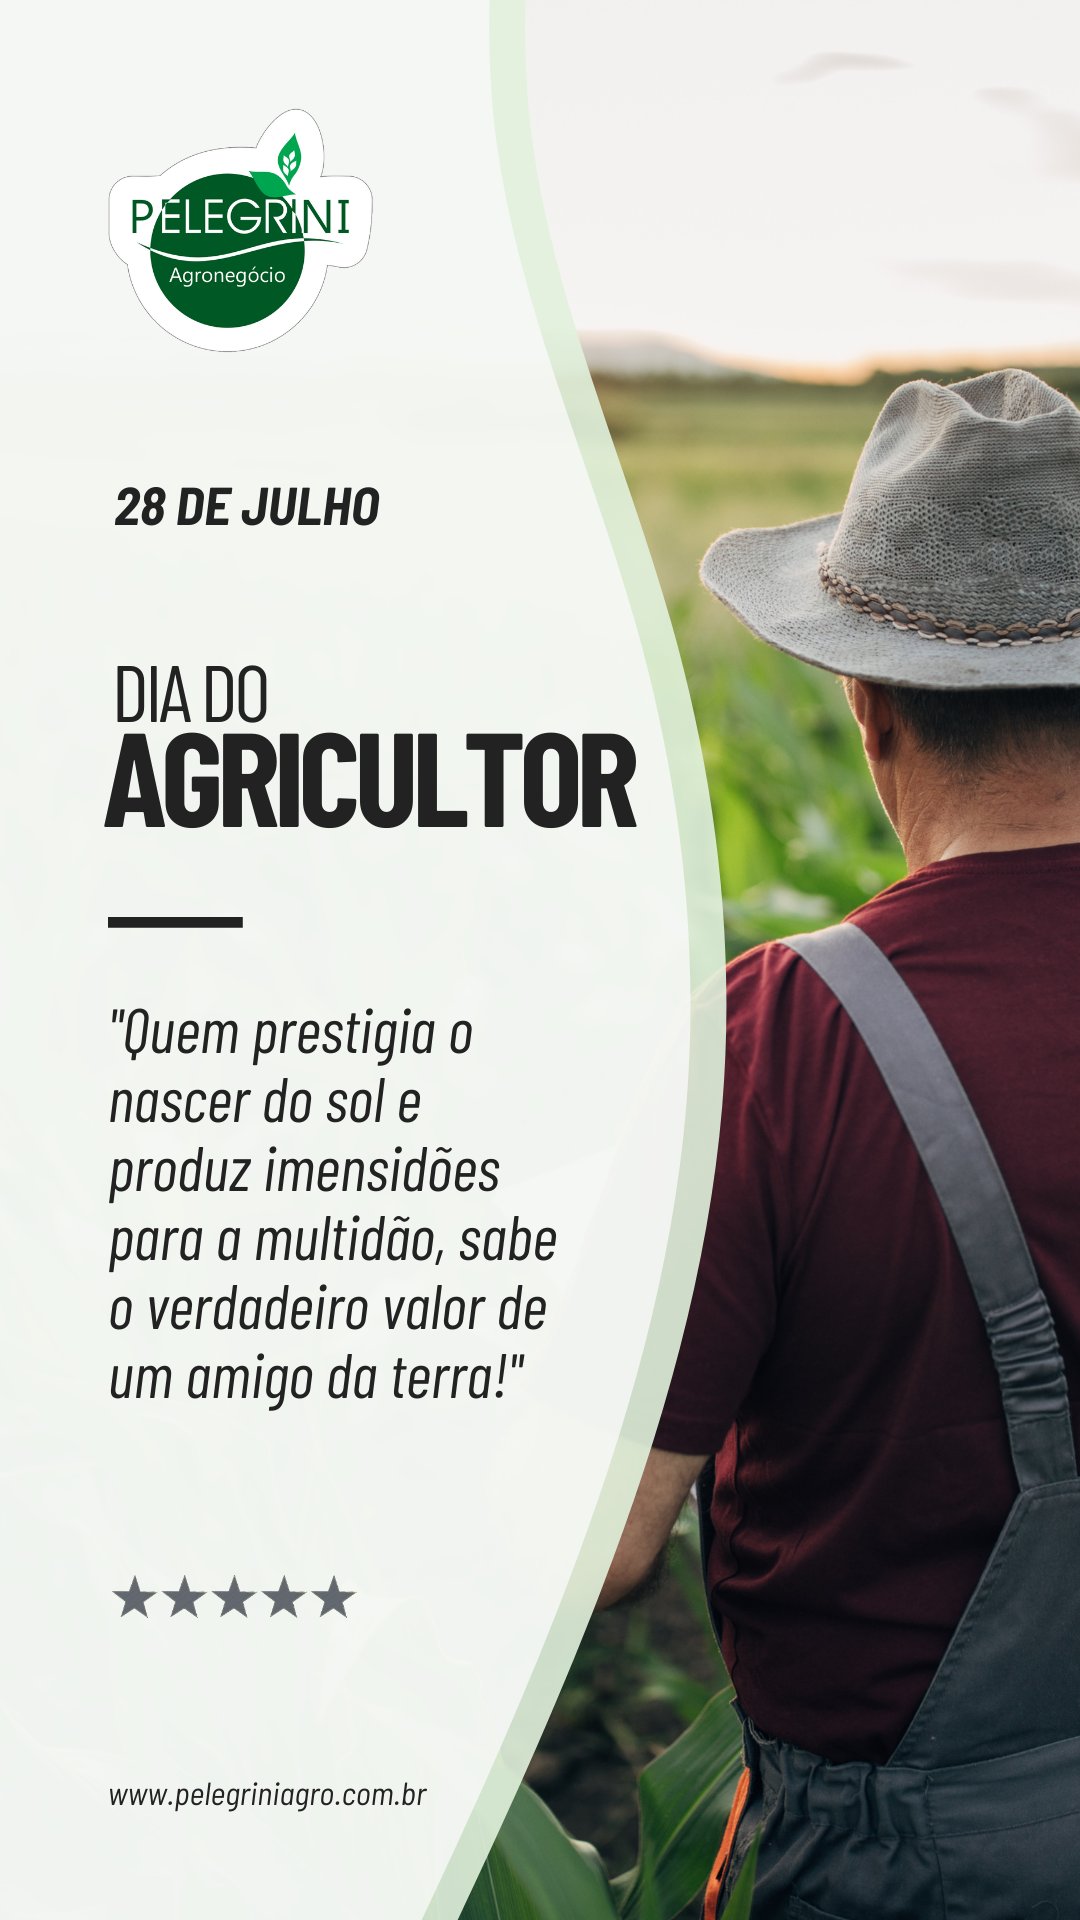 PELEGRINI
Agronegócio
28 DE JULHO
DIA DO
AGRICULTOR
"Quem prestigia o
nascer do sol e
produz imensidões
para a multidão, sabe
o verdadeiro valor de
um amigo da terra!"
www.pelegriniagro.com.br